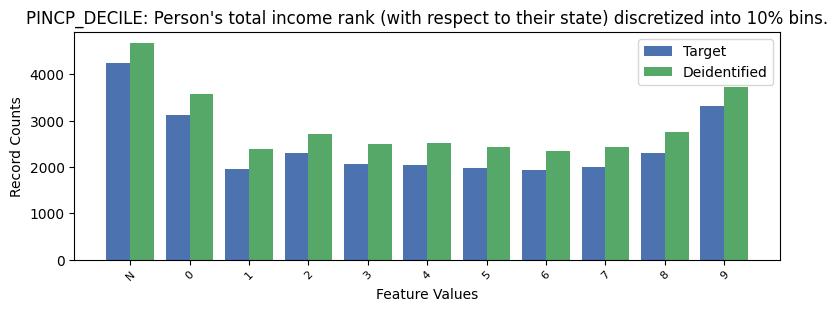 PINCP_DECILE: Person's total income rank (with respect to their state) discretized into 10% bins.
Target
Deidentified
Record Counts
4000
3000
2000
1000
0
N 0 1 2 3 4 5 6 7 8 9
Feature Values